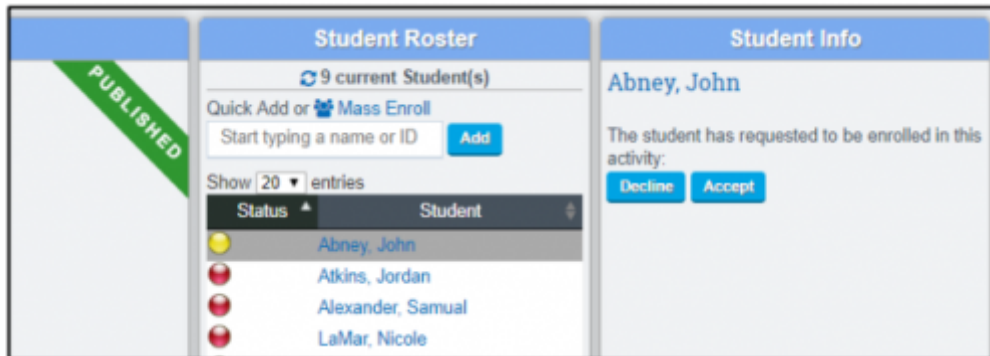 PUBLISHED
Student Roster
9 current Student(s)
Quick Add or Mass Enroll
Start typing a name or ID Add
Show 20 entries
Status Student
Abney, John
Atkins, Jordan
Alexander, Samual
LaMar, Nicole
Student Info
Abney, John
The student has requested to be enrolled in this
activity:
Decline Accept